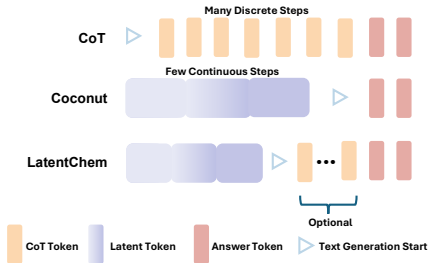 Many Discrete Steps
CoT
Few Continuous Steps
Coconut
LatentChem
Optional
CoT Token
Latent Token
Answer Token
Text Generation Start